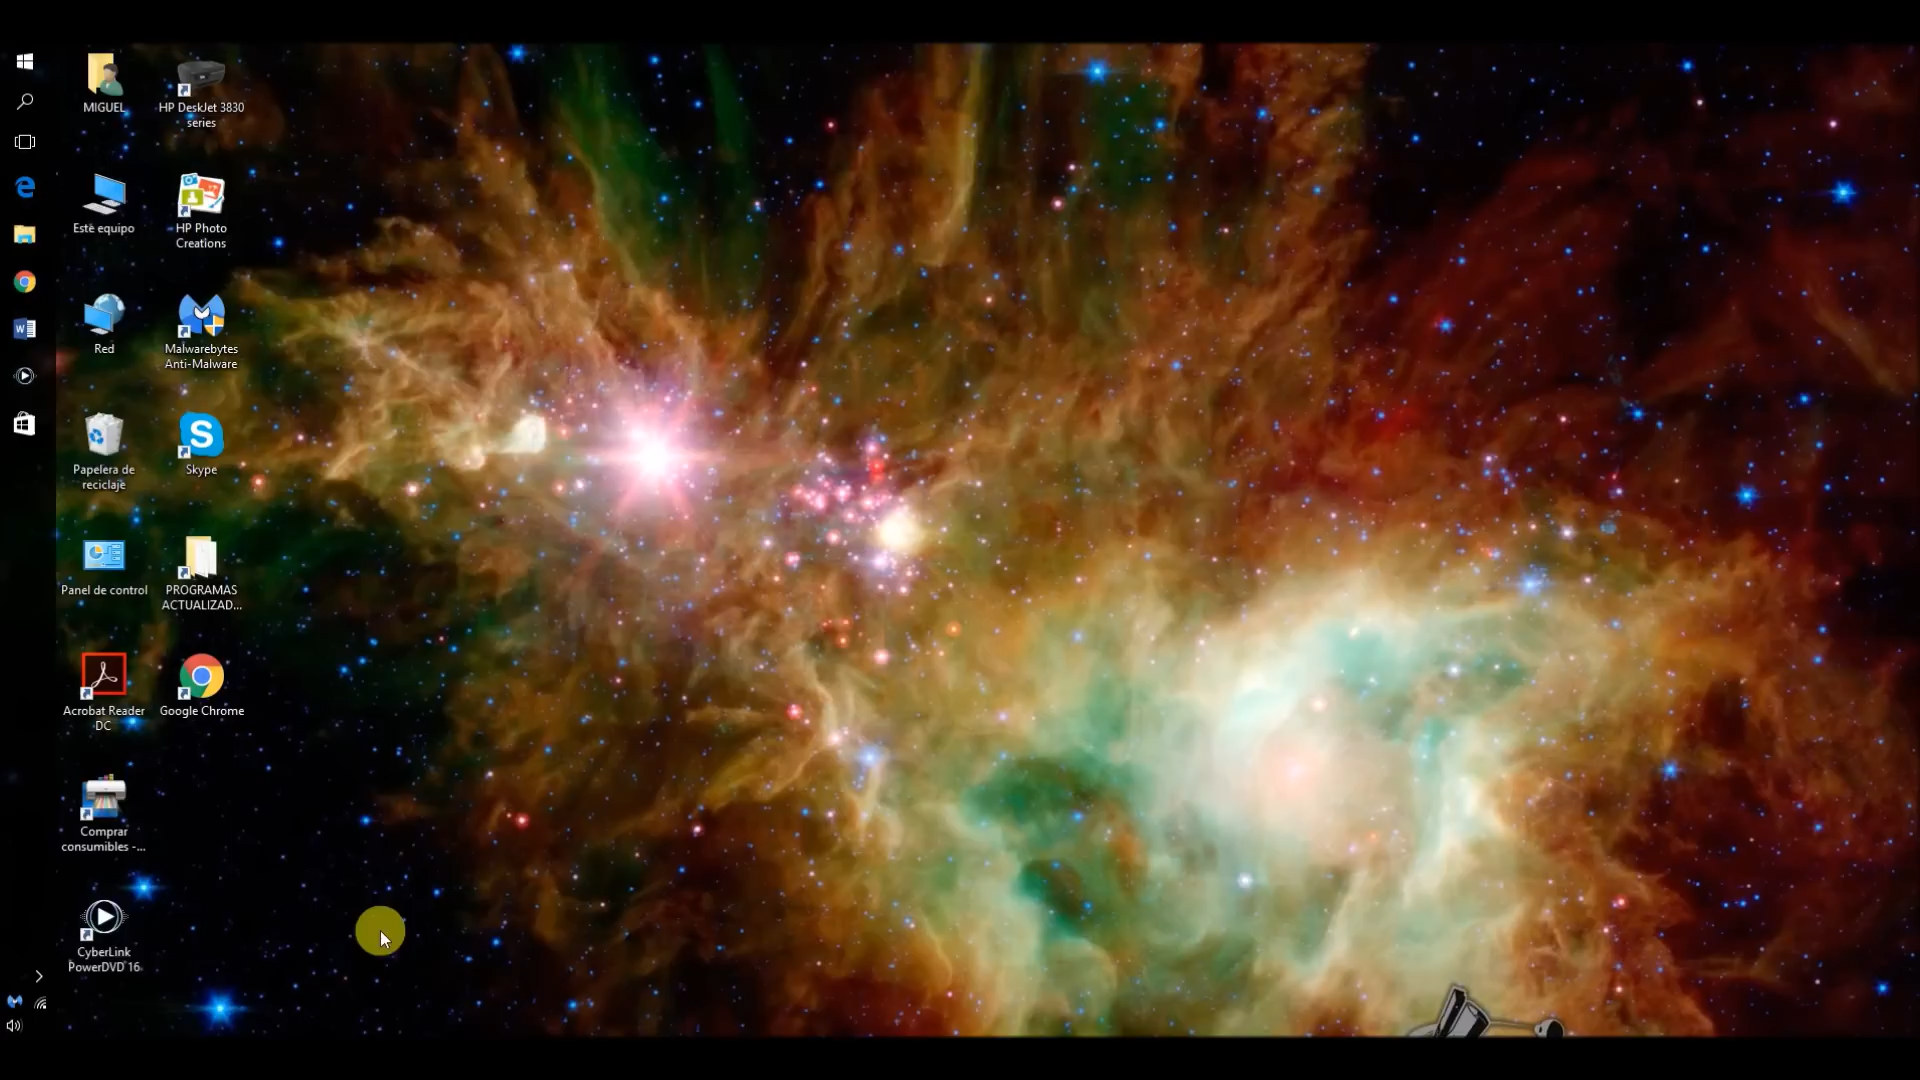 MIGUEL
HP DeskJet 3830
series
Este equipo
HP Photo
Creations
Red
Malwarebytes
Anti-Malware
Papelera de
reciclaje
Skype
Panel de control
PROGRAMAS
ACTUALIZAD...
Acrobat Reader
DC
Google Chrome
Comprar
consumibles -...
CyberLink
PowerDVD 16